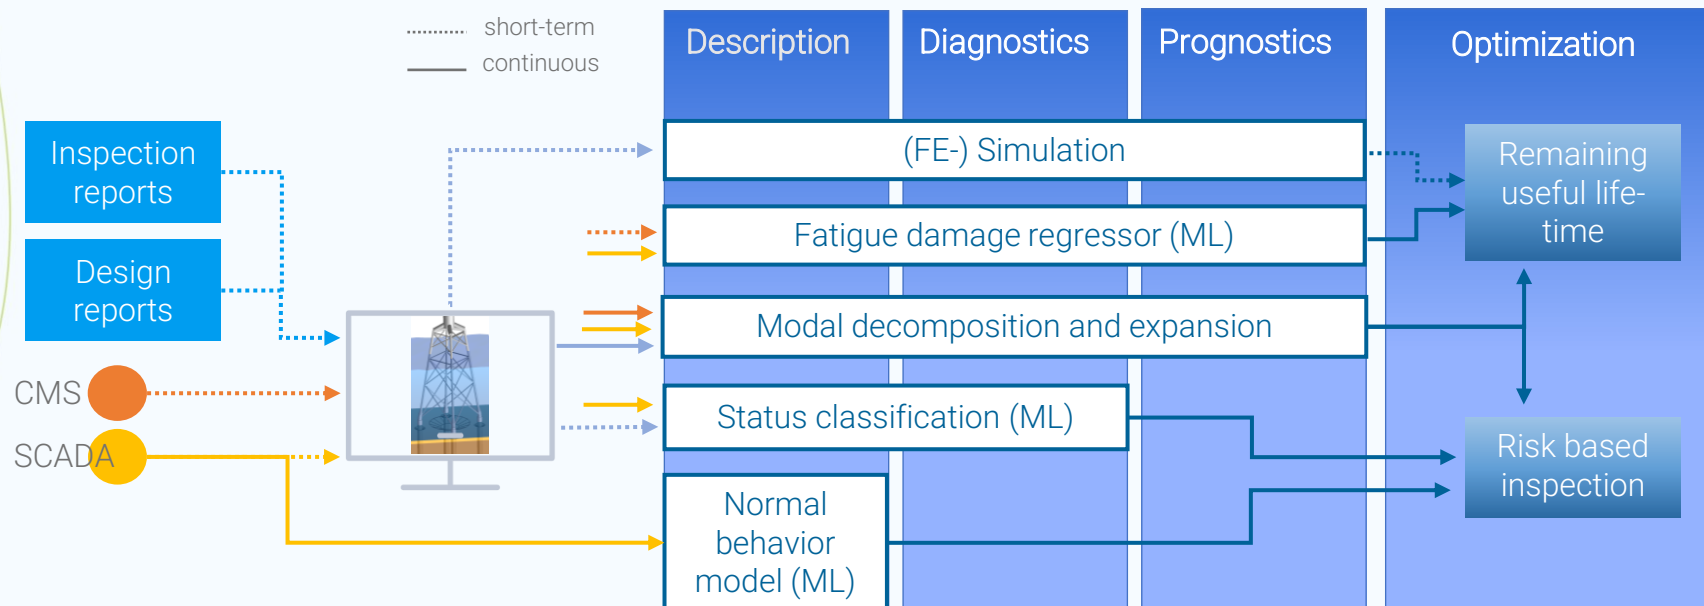 short-term
continuous
Description
Diagnostics
Prognostics
Optimization
Inspection
reports
Design
reports
CMS
SCADA
(FE-) Simulation
Fatigue damage regressor (ML)
Modal decomposition and expansion
Status classification (ML)
Normal
behavior
model (ML)
Remaining
useful life-
time
Risk based
inspection